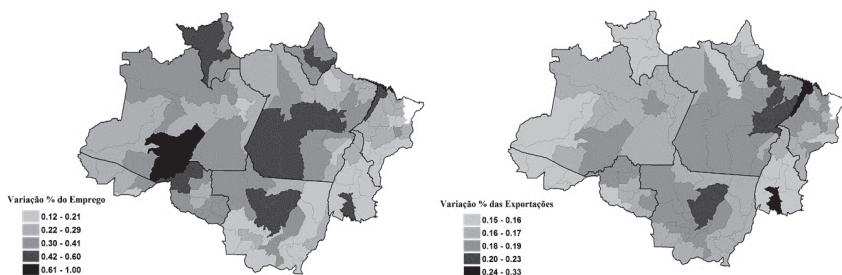 Variação % do Emprego
0.12 - 0.21
0.22 - 0.29
0.30 - 0.41
0.42 - 0.60
0.61 - 1.00
Variação % das Exportações
0.15 - 0.16
0.16 - 0.17
0.18 - 0.19
0.20 - 0.23
0.24 - 0.33